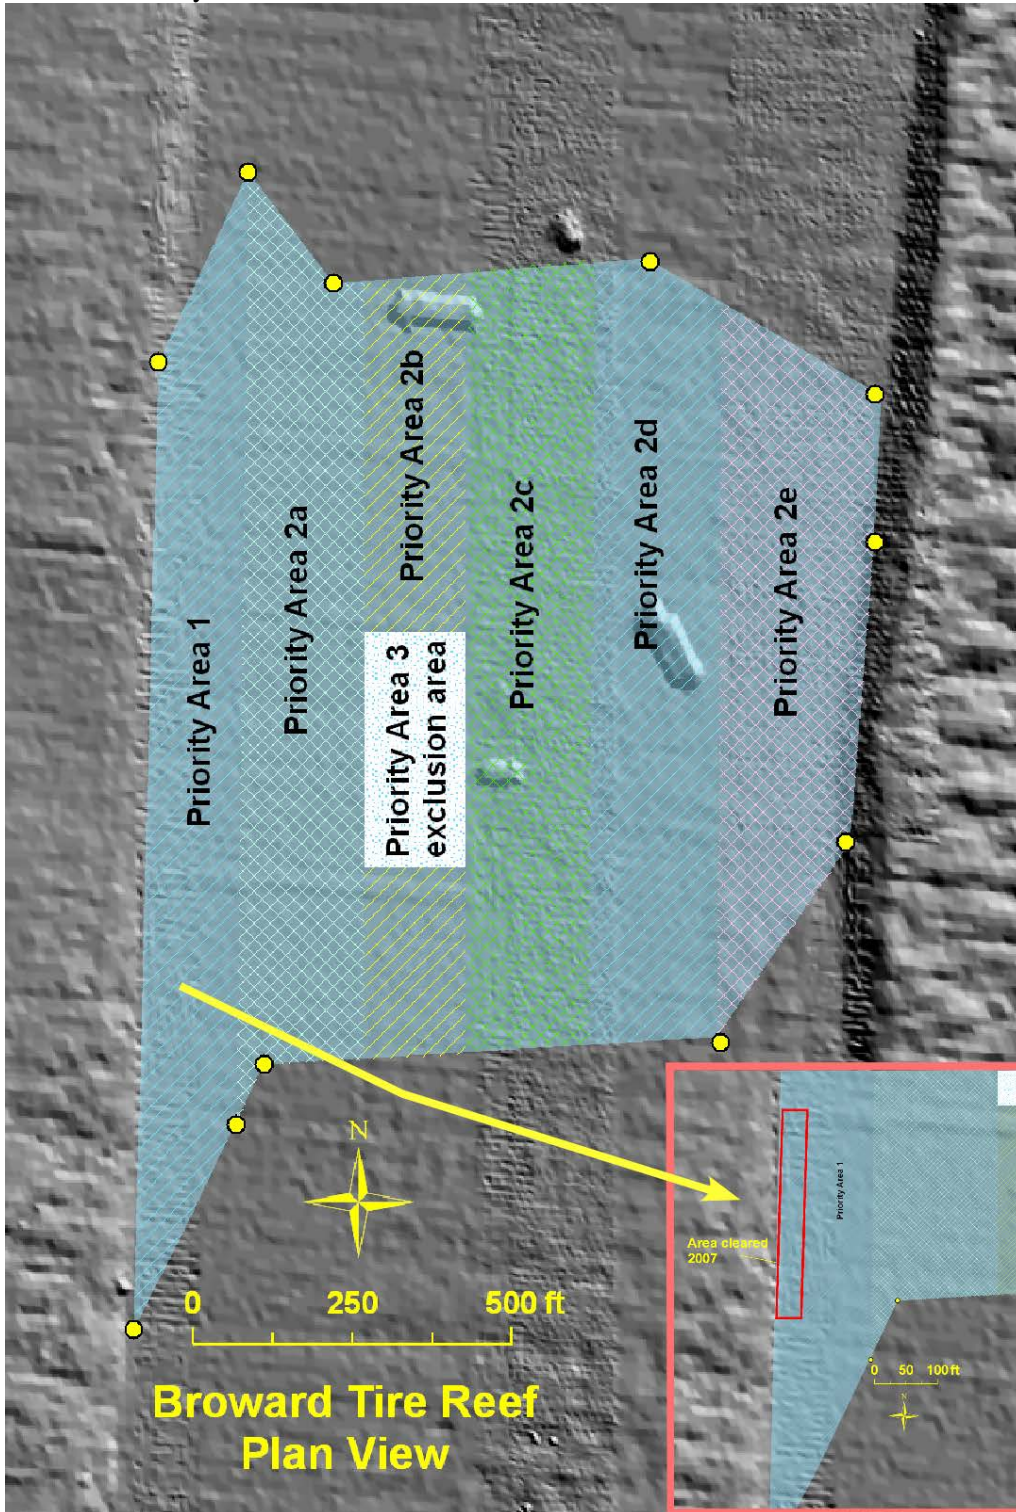 Priority Area 1
Priority Area 2a
Priority Area 2b
Priority Area 3
exclusion area
Priority Area 2c
Priority Area 2d
Priority Area 2e
N
0 250 500 ft
Broward Tire Reef
Plan View
Priority Area 1
Area cleared
2007
0 50 100 ft
N